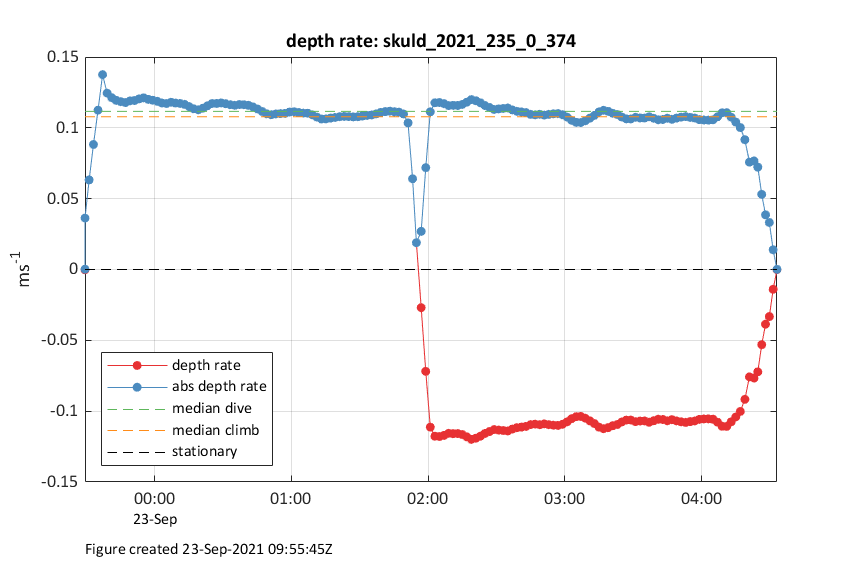 depth rate: skuld_2021_235_0_374
0.15
0.1
0.05
0
-0.05
-0.1
-0.15
ms-1
depth rate
abs depth rate
median dive
median climb
stationary
00:00 01:00 02:00 03:00 04:00
23-Sep
Figure created 23-Sep-2021 09:55:45Z